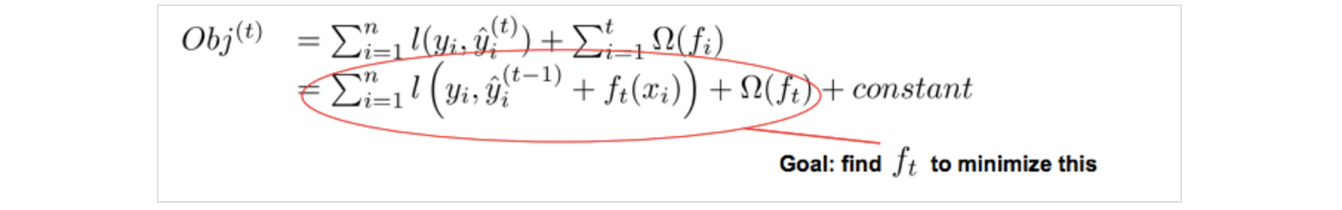 Obj^{(t)} = \sum_{i=1}^{n} l(y_i, \hat{y}_i^{(t)}) + \sum_{i=1}^{t} \Omega(f_i)
= \sum_{i=1}^{n} l\left(y_i, \hat{y}_i^{(t-1)} + f_t(x_i)\right) + \Omega(f_t) + constant
Goal: find f_t to minimize this